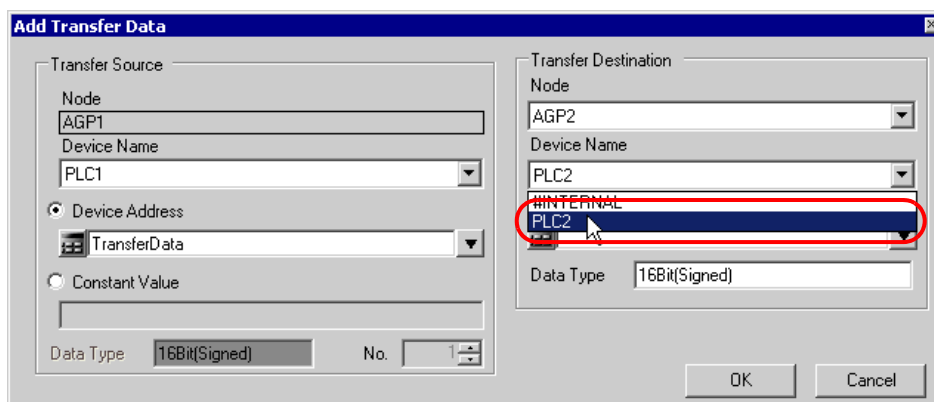 Add Transfer Data
Transfer Source
Node
AGP1
Device Name
PLC1
Device Address
TransferData
Constant Value
Data Type 16Bit(Signed) No. 1
Transfer Destination
Node
AGP2
Device Name
PLC2
#INTERNAL
PLC2
Data Type 16Bit(Signed)
OK Cancel